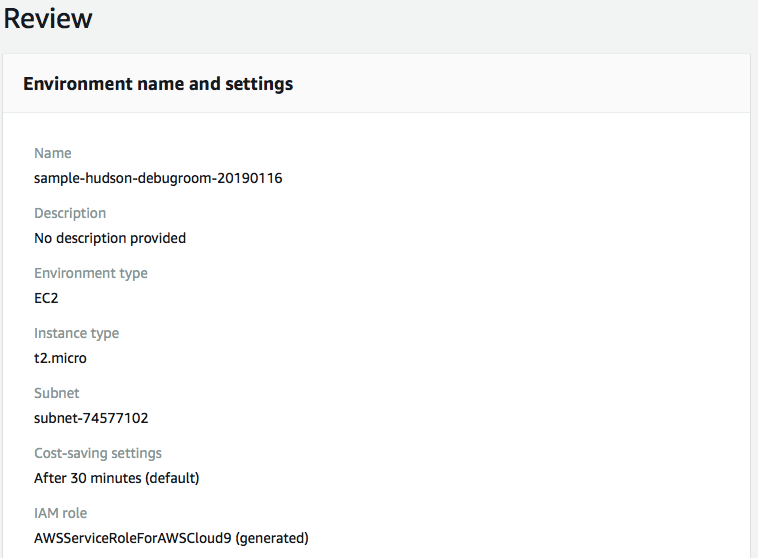 Review
Environment name and settings
Name
sample-hudson-debugroom-20190116
Description
No description provided
Environment type
EC2
Instance type
t2.micro
Subnet
subnet-74577102
Cost-saving settings
After 30 minutes (default)
IAM role
AWSServiceRoleForAWSCloud9 (generated)